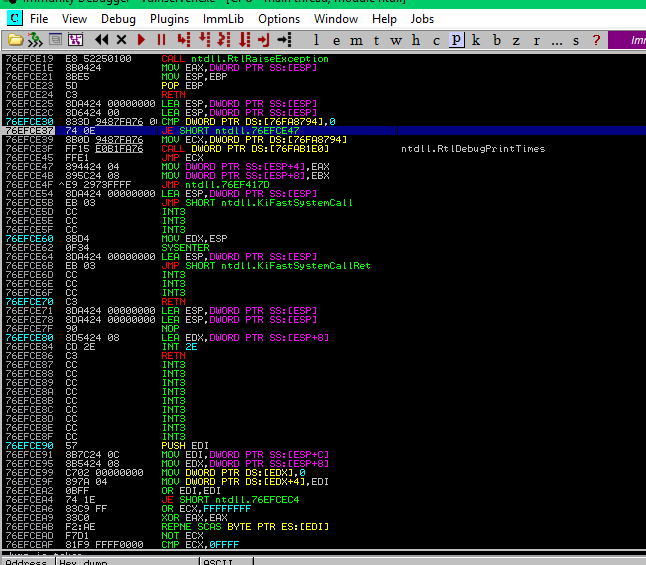 File View Debug Plugins ImmLib Options Window Help Jobs
l e m t w h c p k b z r ... s ?
76EFCE19 E8 52250100 CALL ntdll.RtlRaiseException
76EFCE1E 8B0424 MOV EAX,DWORD PTR SS:[ESP]
76EFCE21 8BE5 MOV ESP,EBP
76EFCE23 5D POP EBP
76EFCE24 C3 RETN
76EFCE25 8DA424 00000000 LEA ESP,DWORD PTR SS:[ESP]
76EFCE2C 8D6424 00 LEA ESP,DWORD PTR SS:[ESP]
76EFCE30 833D 9487FA76 0 CMP DWORD PTR DS:[76FA8794],0
76EFCE37 74 0E JE SHORT ntdll.76EFCE47
76EFCE39 8B0D 9487FA76 MOV ECX,DWORD PTR DS:[76FA8794]
76EFCE3F FF15 E0B1FA76 CALL DWORD PTR DS:[76FAB1E0] ntdll.RtlDebugPrintTimes
76EFCE45 FFE1 JMP ECX
76EFCE47 894424 04 MOV DWORD PTR SS:[ESP+4],EAX
76EFCE4B 895C24 08 MOV DWORD PTR SS:[ESP+8],EBX
76EFCE4F ^E9 2973FFFF JMP ntdll.76EF417D
76EFCE54 8DA424 00000000 LEA ESP,DWORD PTR SS:[ESP]
76EFCE5B EB 03 JMP SHORT ntdll.KiFastSystemCall
76EFCE5D CC INT3
76EFCE5E CC INT3
76EFCE5F CC INT3
76EFCE60 8BD4 MOV EDX,ESP
76EFCE62 0F34 SYSENTER
76EFCE64 8DA424 00000000 LEA ESP,DWORD PTR SS:[ESP]
76EFCE6B EB 03 JMP SHORT ntdll.KiFastSystemCallRet
76EFCE6D CC INT3
76EFCE6E CC INT3
76EFCE6F CC INT3
76EFCE70 C3 RETN
76EFCE71 8DA424 00000000 LEA ESP,DWORD PTR SS:[ESP]
76EFCE78 8DA424 00000000 LEA ESP,DWORD PTR SS:[ESP]
76EFCE7F 90 NOP
76EFCE80 8D5424 08 LEA EDX,DWORD PTR SS:[ESP+8]
76EFCE84 CD 2E INT 2E
76EFCE86 C3 RETN
76EFCE87 CC INT3
76EFCE88 CC INT3
76EFCE89 CC INT3
76EFCE8A CC INT3
76EFCE8B CC INT3
76EFCE8C CC INT3
76EFCE8D CC INT3
76EFCE8E CC INT3
76EFCE8F CC INT3
76EFCE90 57 PUSH EDI
76EFCE91 8B7C24 0C MOV EDI,DWORD PTR SS:[ESP+C]
76EFCE95 8B5424 08 MOV EDX,DWORD PTR SS:[ESP+8]
76EFCE99 C702 00000000 MOV DWORD PTR DS:[EDX],0
76EFCE9F 897A 04 MOV DWORD PTR DS:[EDX+4],EDI
76EFCEA2 0BFF OR EDI,EDI
76EFCEA4 74 1E JE SHORT ntdll.76EFCEC4
76EFCEA6 83C9 FF OR ECX,FFFFFFFF
76EFCEA9 33C0 XOR EAX,EAX
76EFCEAB F2:AE REPNE SCAS BYTE PTR ES:[EDI]
76EFCEAD F7D1 NOT ECX
76EFCEAF 81F9 FFFF0000 CMP ECX,0FFFF
Address Hex dump ASCII